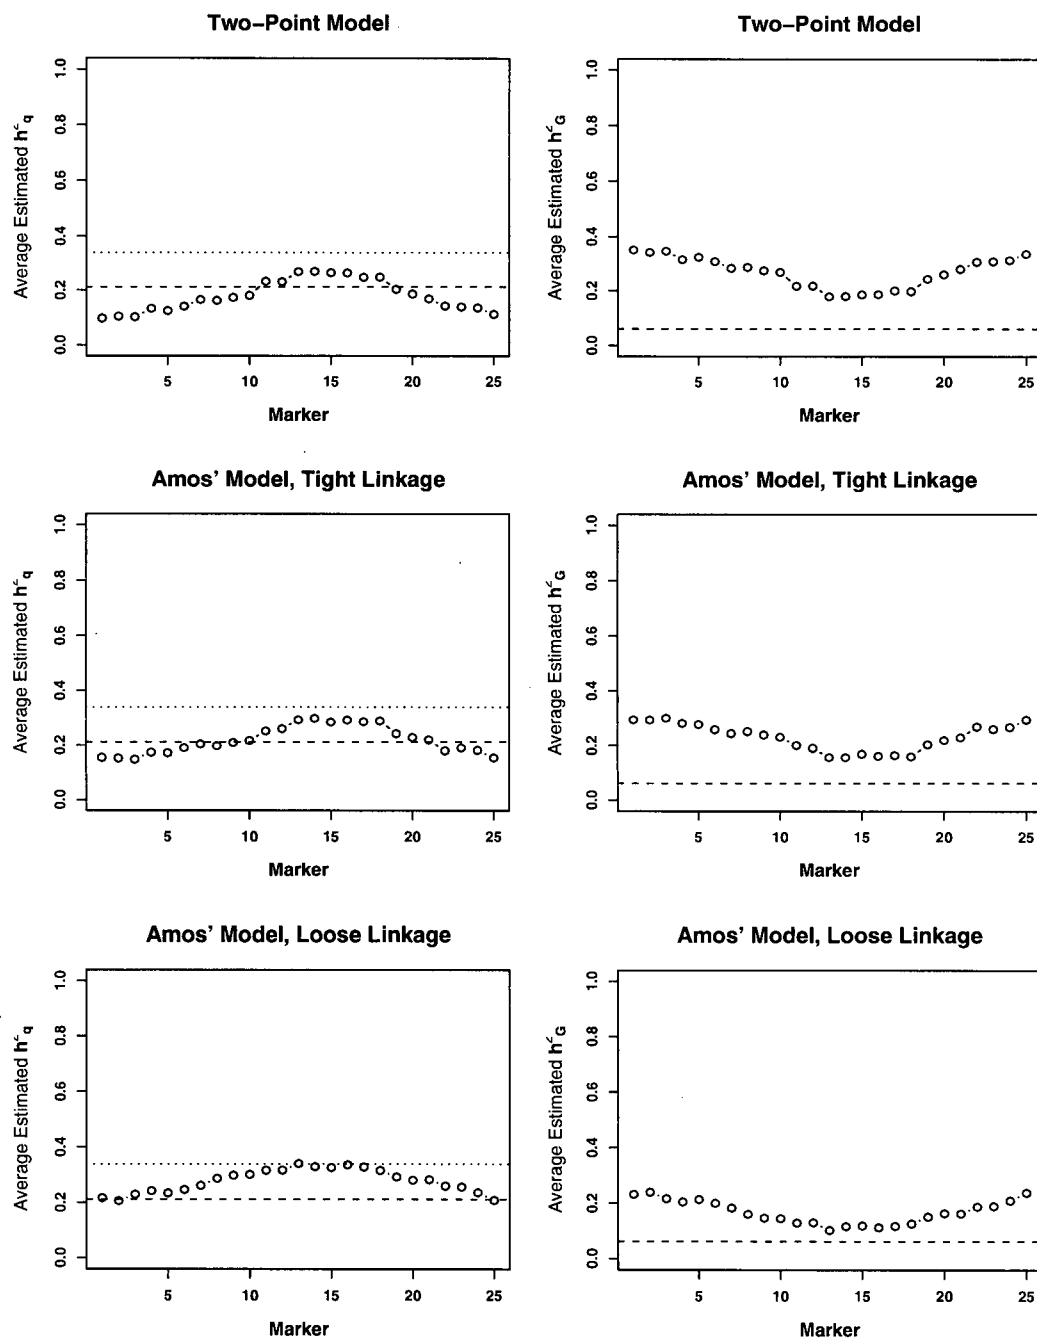 Two–Point Model
Average Estimated h²q
1.0
0.8
0.6
0.4
0.2
0.0
5 10 15 20 25
Marker
Two–Point Model
Average Estimated h²G
1.0
0.8
0.6
0.4
0.2
0.0
5 10 15 20 25
Marker
Amos' Model, Tight Linkage
Average Estimated h²q
1.0
0.8
0.6
0.4
0.2
0.0
5 10 15 20 25
Marker
Amos' Model, Tight Linkage
Average Estimated h²G
1.0
0.8
0.6
0.4
0.2
0.0
5 10 15 20 25
Marker
Amos' Model, Loose Linkage
Average Estimated h²q
1.0
0.8
0.6
0.4
0.2
0.0
5 10 15 20 25
Marker
Amos' Model, Loose Linkage
Average Estimated h²G
1.0
0.8
0.6
0.4
0.2
0.0
5 10 15 20 25
Marker